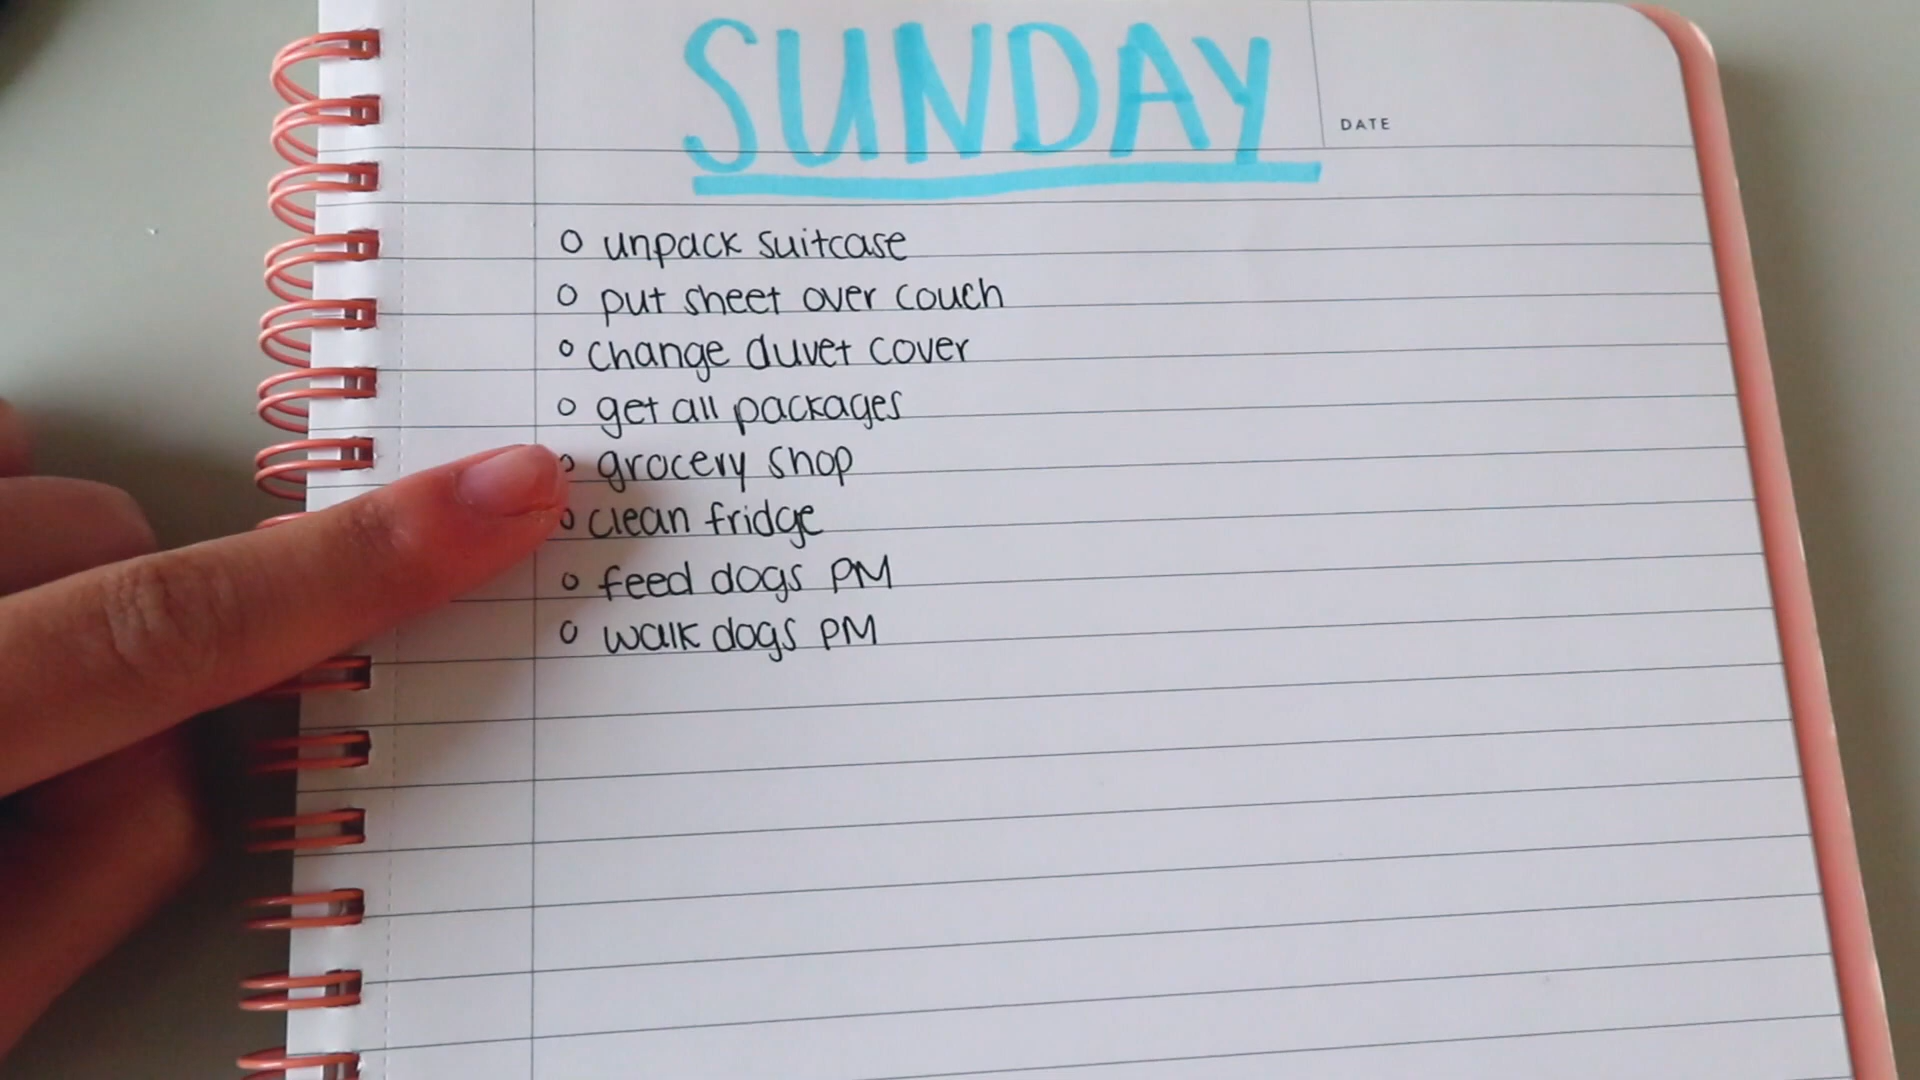 SUNDAY
DATE
o unpack suitcase
o put sheet over couch
o change duvet cover
o get all packages
o grocery shop
o clean fridge
o feed dogs PM
o walk dogs PM